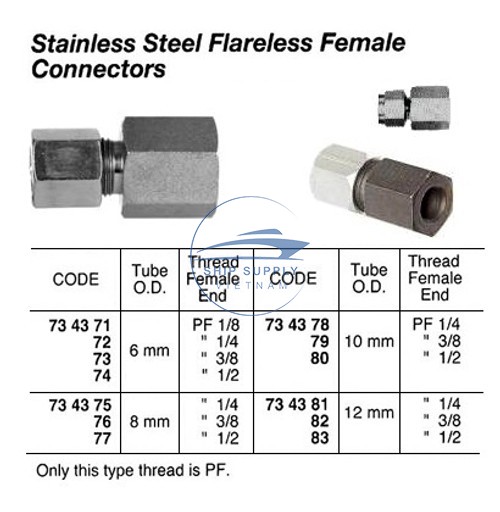 Stainless Steel Flareless Female
Connectors
SHIP SUPPLY
VIETNAM
CODE Tube O.D. Thread Female End CODE Tube O.D. Thread Female End
73 43 71 6 mm PF 1/8 73 43 78 10 mm PF 1/4
72 " 1/4 79 " 3/8
73 " 3/8 80 " 1/2
74 " 1/2
73 43 75 8 mm " 1/4 73 43 81 12 mm " 1/4
76 " 3/8 82 " 3/8
77 " 1/2 83 " 1/2
Only this type thread is PF.